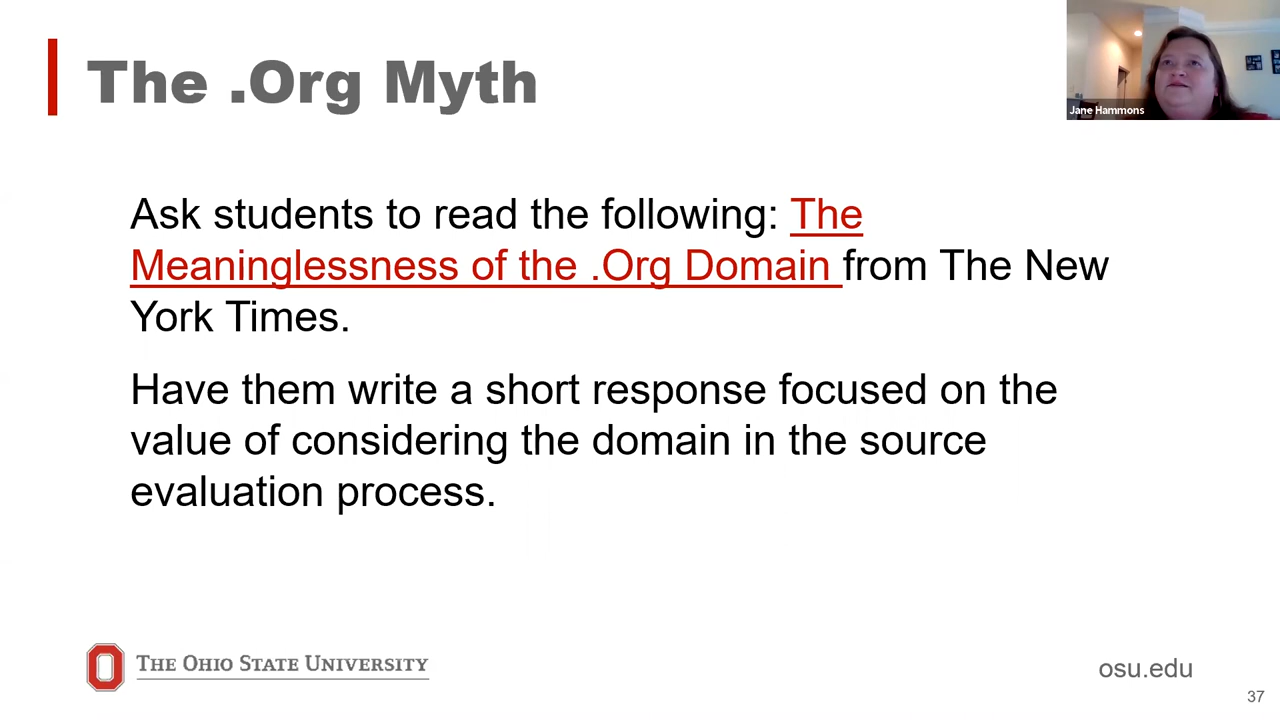 The .Org Myth
Jane Hammons
Ask students to read the following: The
Meaninglessness of the .Org Domain from The New
York Times.
Have them write a short response focused on the
value of considering the domain in the source
evaluation process.
THE OHIO STATE UNIVERSITY
osu.edu
37